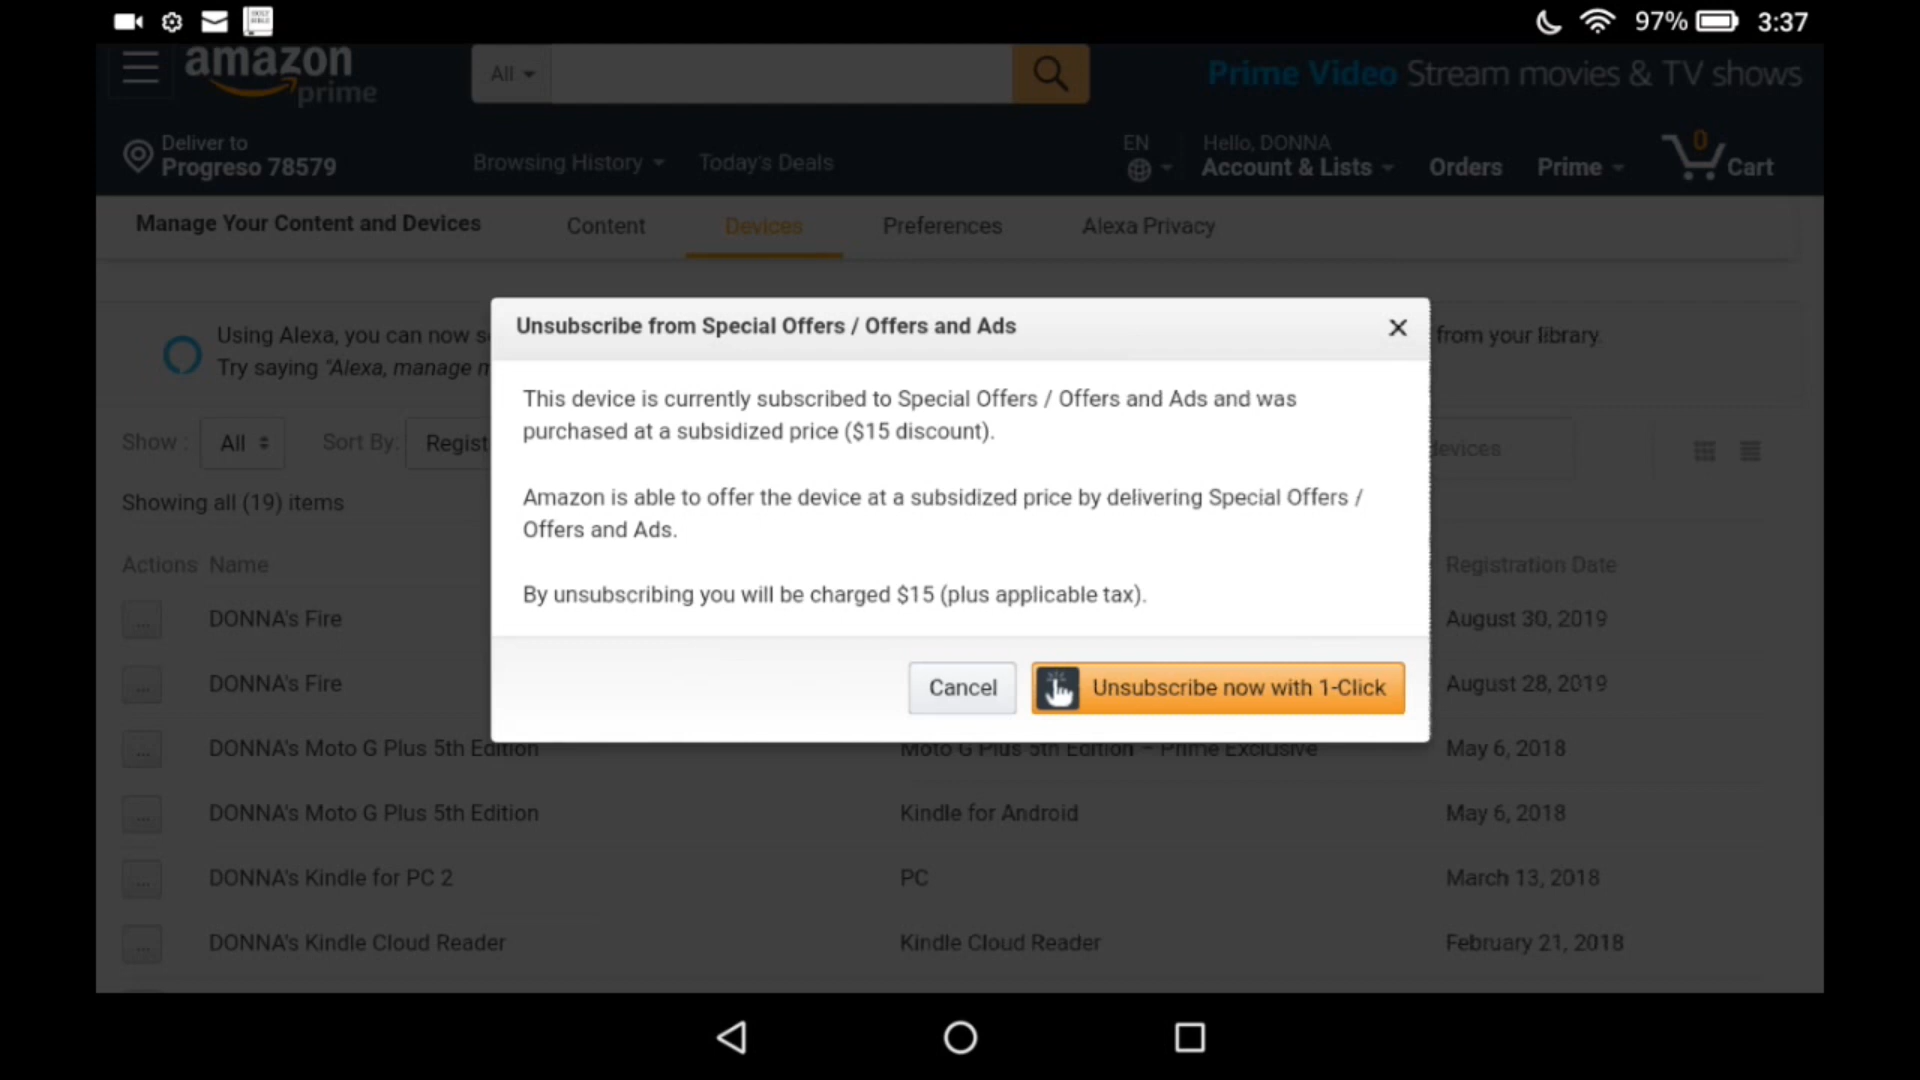 97% 3:37
amazon
prime
All
Prime Video Stream movies & TV shows
Deliver to
Progreso 78579
Browsing History
Today's Deals
EN
Hello, DONNA
Account & Lists
Orders
Prime
0
Cart
Manage Your Content and Devices
Content
Devices
Preferences
Alexa Privacy
Using Alexa, you can now s
from your library.
Try saying "Alexa, manage m
Unsubscribe from Special Offers / Offers and Ads
This device is currently subscribed to Special Offers / Offers and Ads and was
purchased at a subsidized price ($15 discount).
Amazon is able to offer the device at a subsidized price by delivering Special Offers /
Offers and Ads.
By unsubscribing you will be charged $15 (plus applicable tax).
Cancel
Unsubscribe now with 1-Click
Show :
All
Sort By:
Regist
devices
Showing all (19) items
Actions Name
Registration Date
... DONNA's Fire August 30, 2019
... DONNA's Fire August 28, 2019
... DONNA's Moto G Plus 5th Edition Moto G Plus 5th Edition - Prime Exclusive May 6, 2018
... DONNA's Moto G Plus 5th Edition Kindle for Android May 6, 2018
... DONNA's Kindle for PC 2 PC March 13, 2018
... DONNA's Kindle Cloud Reader Kindle Cloud Reader February 21, 2018